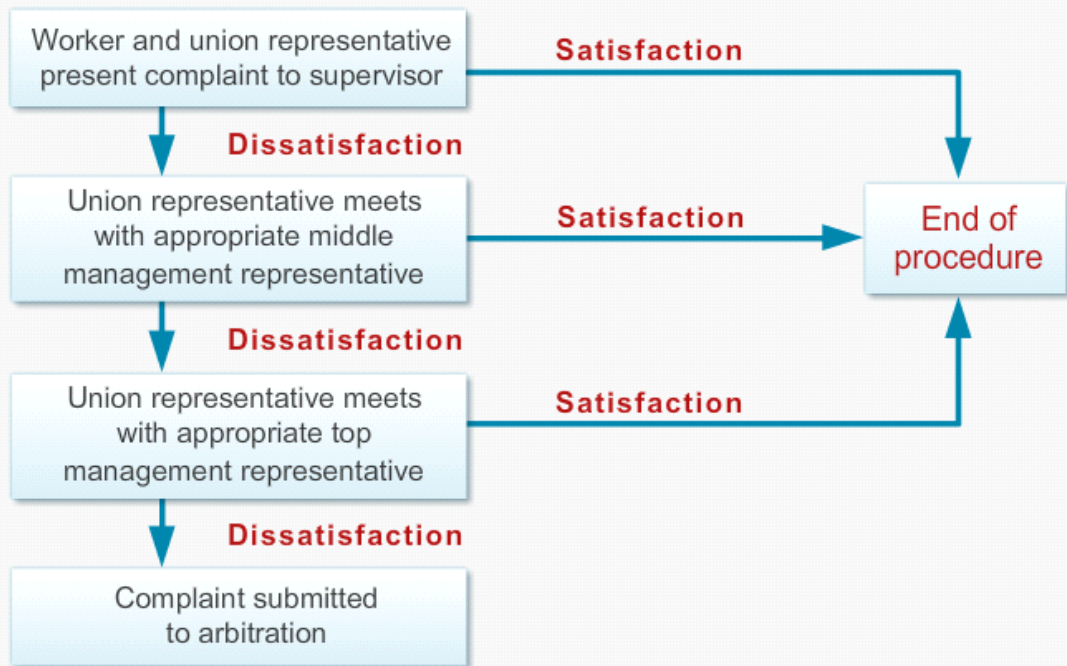 Worker and union representative
present complaint to supervisor
Satisfaction
Dissatisfaction
Union representative meets
with appropriate middle
management representative
Satisfaction
End of
procedure
Dissatisfaction
Union representative meets
with appropriate top
management representative
Satisfaction
Dissatisfaction
Complaint submitted
to arbitration